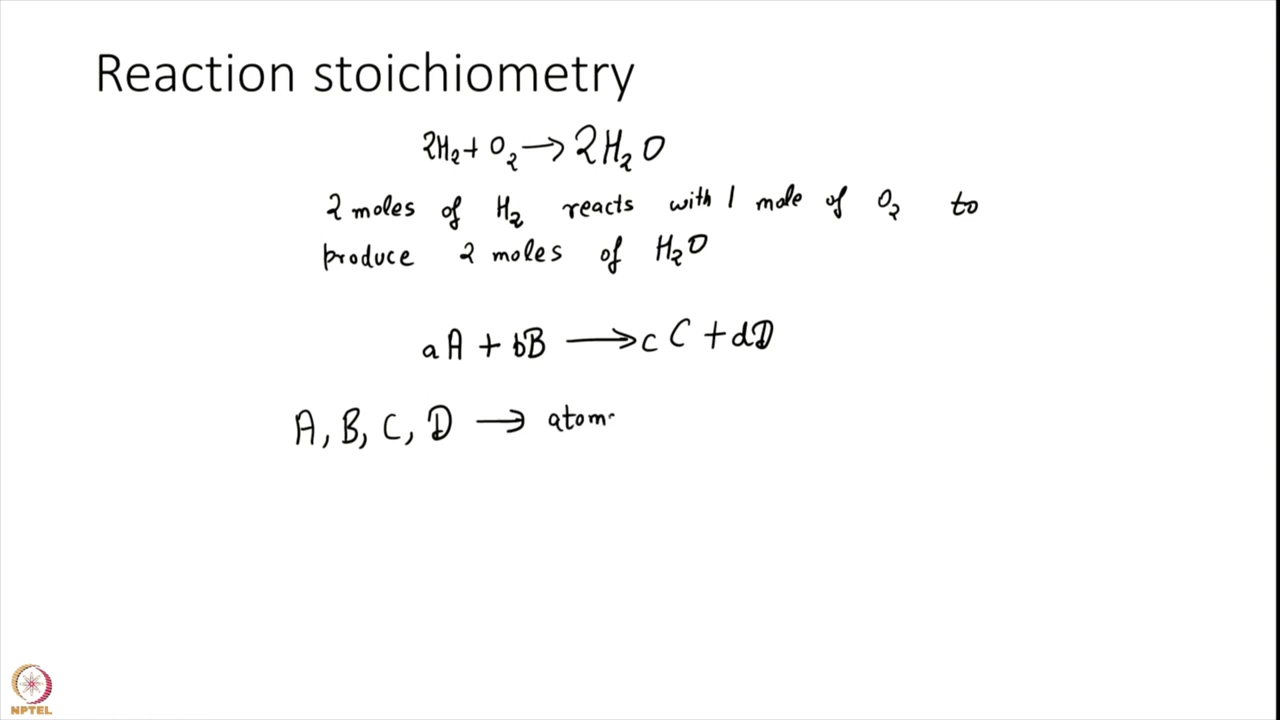 Reaction stoichiometry
2H₂ + O₂ → 2H₂O
2 moles of H₂ reacts with 1 mole of O₂ to
produce 2 moles of H₂O
aA + bB → cC + dD
A, B, C, D → atom
NPTEL